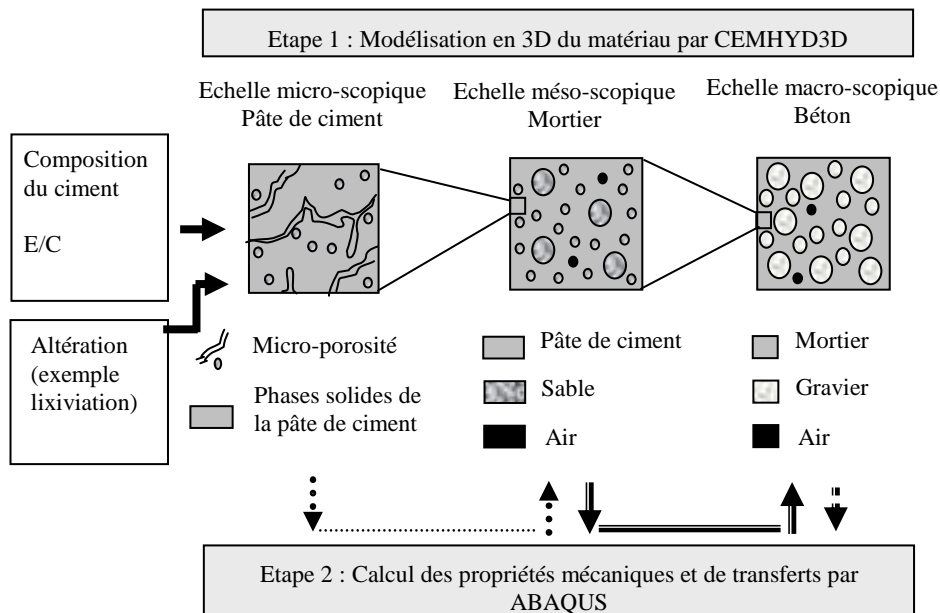 Etape 1 : Modélisation en 3D du matériau par CEMHYD3D
Echelle micro-scopique
Pâte de ciment
Echelle méso-scopique
Mortier
Echelle macro-scopique
Béton
Composition
du ciment
E/C
Altération
(exemple
lixiviation)
Micro-porosité
Phases solides de
la pâte de ciment
Pâte de ciment
Sable
Air
Mortier
Gravier
Air
Etape 2 : Calcul des propriétés mécaniques et de transferts par
ABAQUS